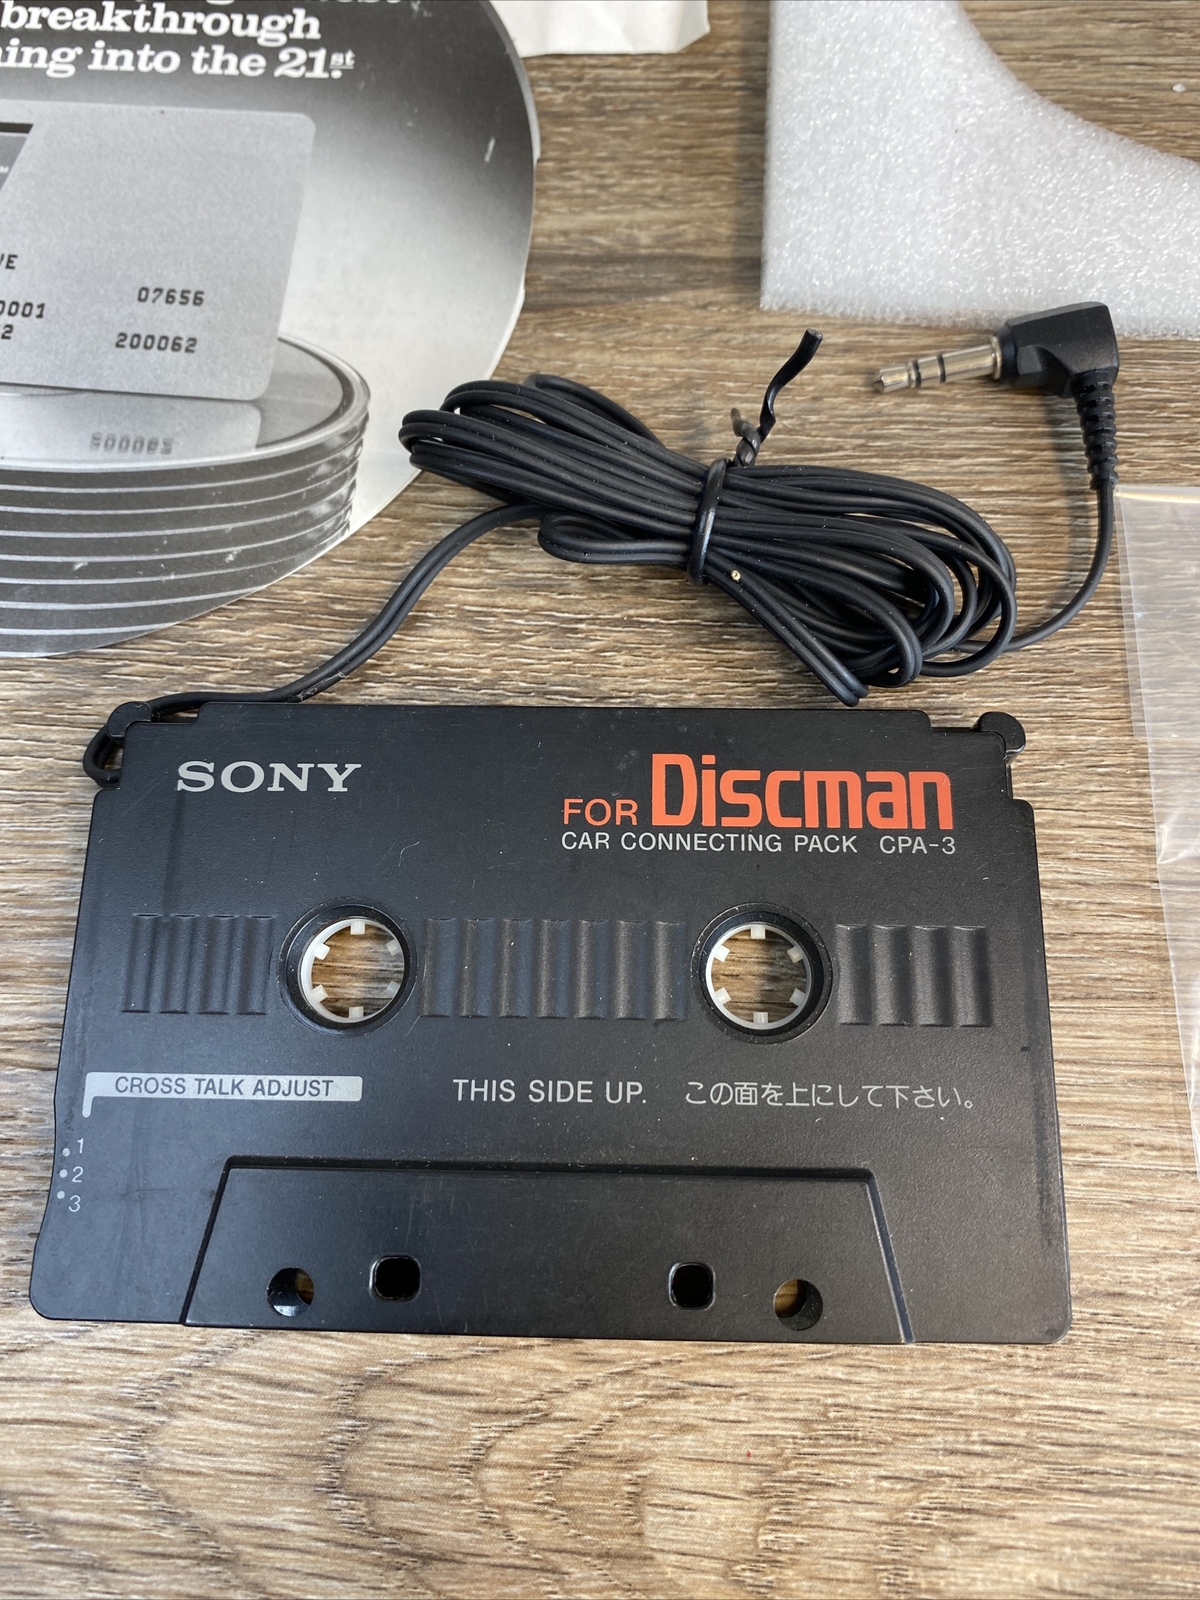 breakthrough
into the 21st
07656
0001
200062
SONY
FOR Discman
CAR CONNECTING PACK CPA-3
CROSS TALK ADJUST
THIS SIDE UP. この面を上にして下さい。
1
2
3